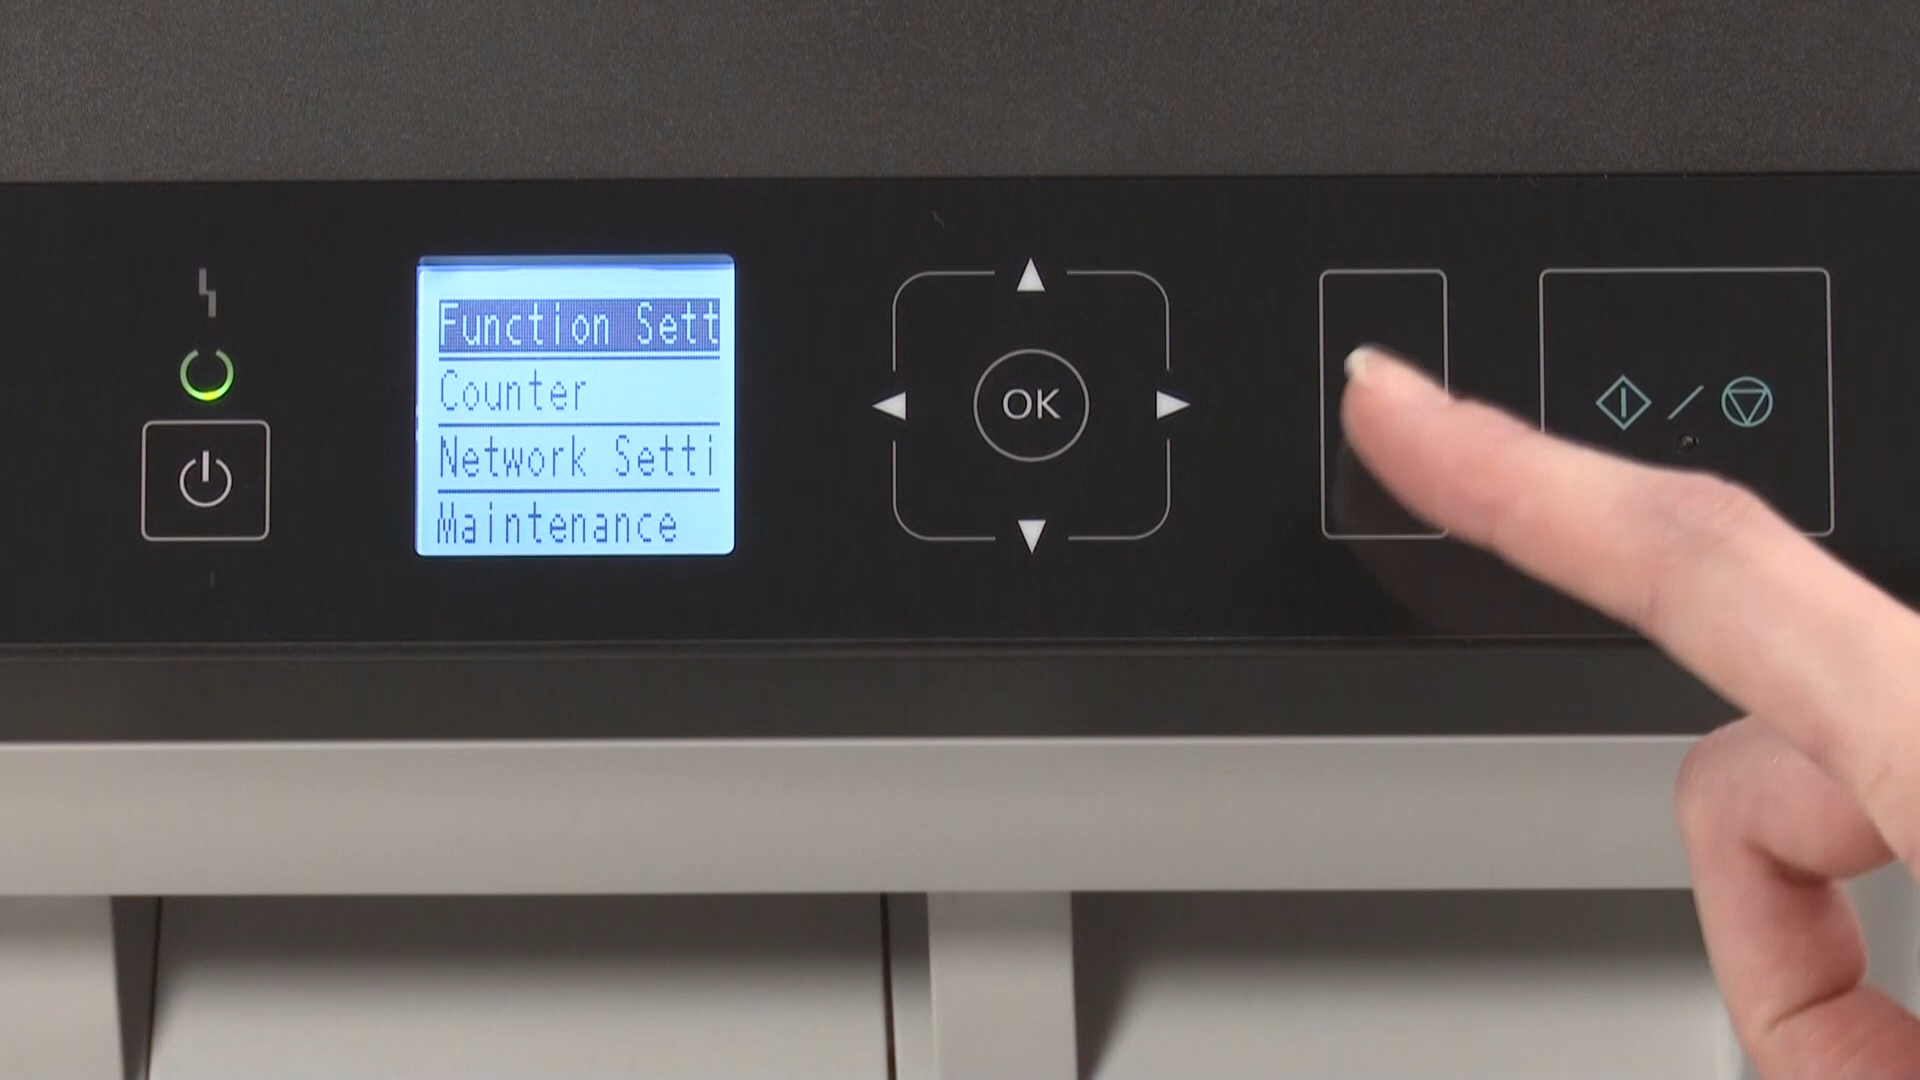 Function Sett
Counter
Network Setti
Maintenance
OK